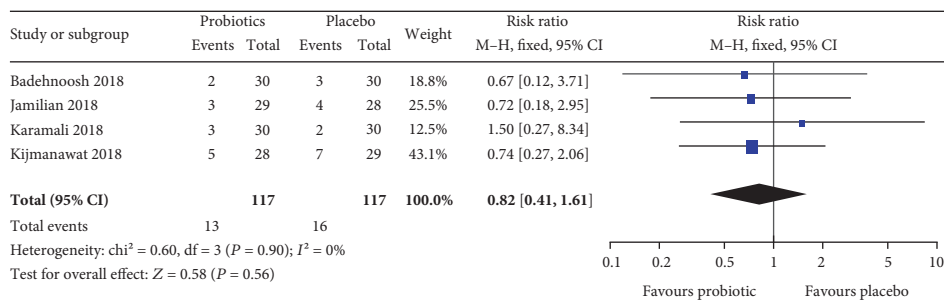 Study or subgroup Probiotics Placebo Weight Risk ratio Risk ratio
Events Total Events Total M–H, fixed, 95% CI M–H, fixed, 95% CI
Badehnoosh 2018 2 30 3 30 18.8% 0.67 [0.12, 3.71]
Jamilian 2018 3 29 4 28 25.5% 0.72 [0.18, 2.95]
Karamali 2018 3 30 2 30 12.5% 1.50 [0.27, 8.34]
Kijmanawat 2018 5 28 7 29 43.1% 0.74 [0.27, 2.06]
Total (95% CI) 117 117 100.0% 0.82 [0.41, 1.61]
Total events 13 16
Heterogeneity: chi² = 0.60, df = 3 (P = 0.90); I² = 0%
Test for overall effect: Z = 0.58 (P = 0.56)
0.1 0.2 0.5 1 2 5 10
Favours probiotic Favours placebo